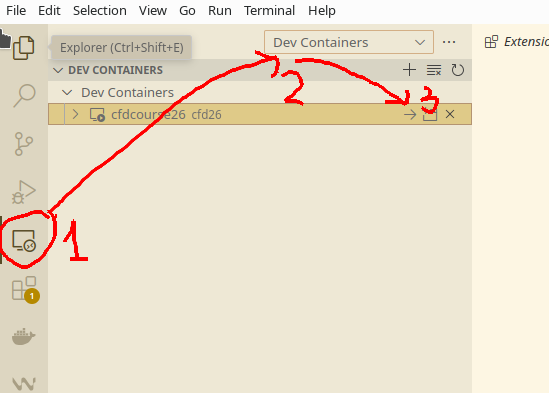 File Edit Selection View Go Run Terminal Help
Explorer (Ctrl+Shift+E)
Dev Containers
Extensio
DEV CONTAINERS
Dev Containers
cfdcourse26 cfd26
1
2
3
1